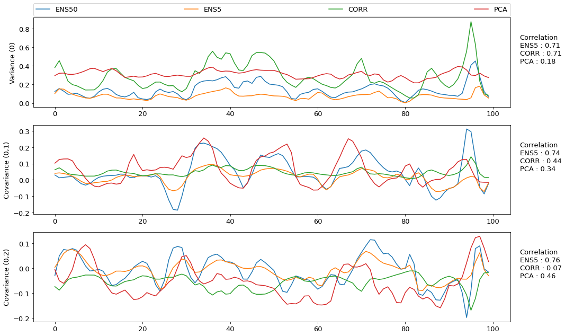 ENS50 ENS5 CORR PCA
Variance (0)
0.8
0.6
0.4
0.2
0.0
0 20 40 60 80 100
Correlation
ENS5 : 0.71
CORR : 0.71
PCA : 0.18
Covariance (0,1)
0.3
0.2
0.1
0.0
−0.1
−0.2
0 20 40 60 80 100
Correlation
ENS5 : 0.74
CORR : 0.44
PCA : 0.34
Covariance (0,2)
0.1
0.0
−0.1
−0.2
0 20 40 60 80 100
Correlation
ENS5 : 0.76
CORR : 0.07
PCA : 0.46